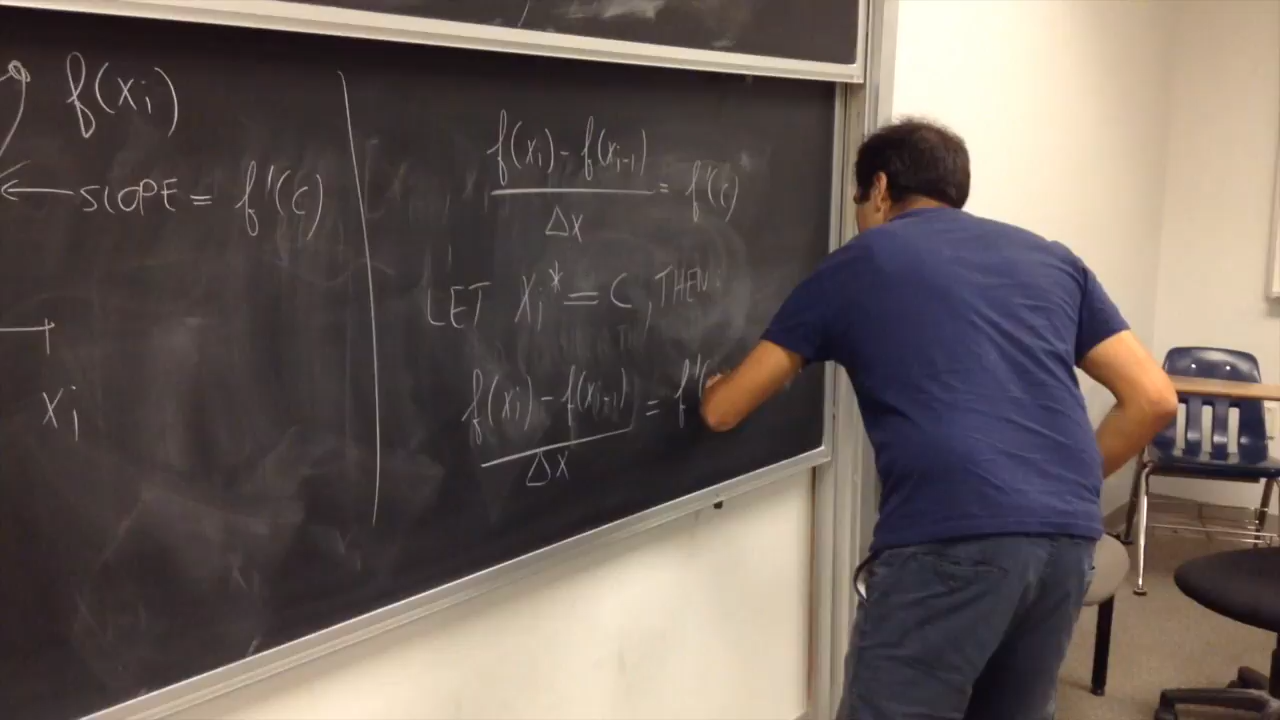 f(xᵢ)
← SLOPE = f'(c)
xᵢ
f(xᵢ) - f(xᵢ₋₁)
Δx
= f'(c)
LET xᵢ* = C, THEN:
f(xᵢ) - f(xᵢ₋₁)
Δx
= f'(